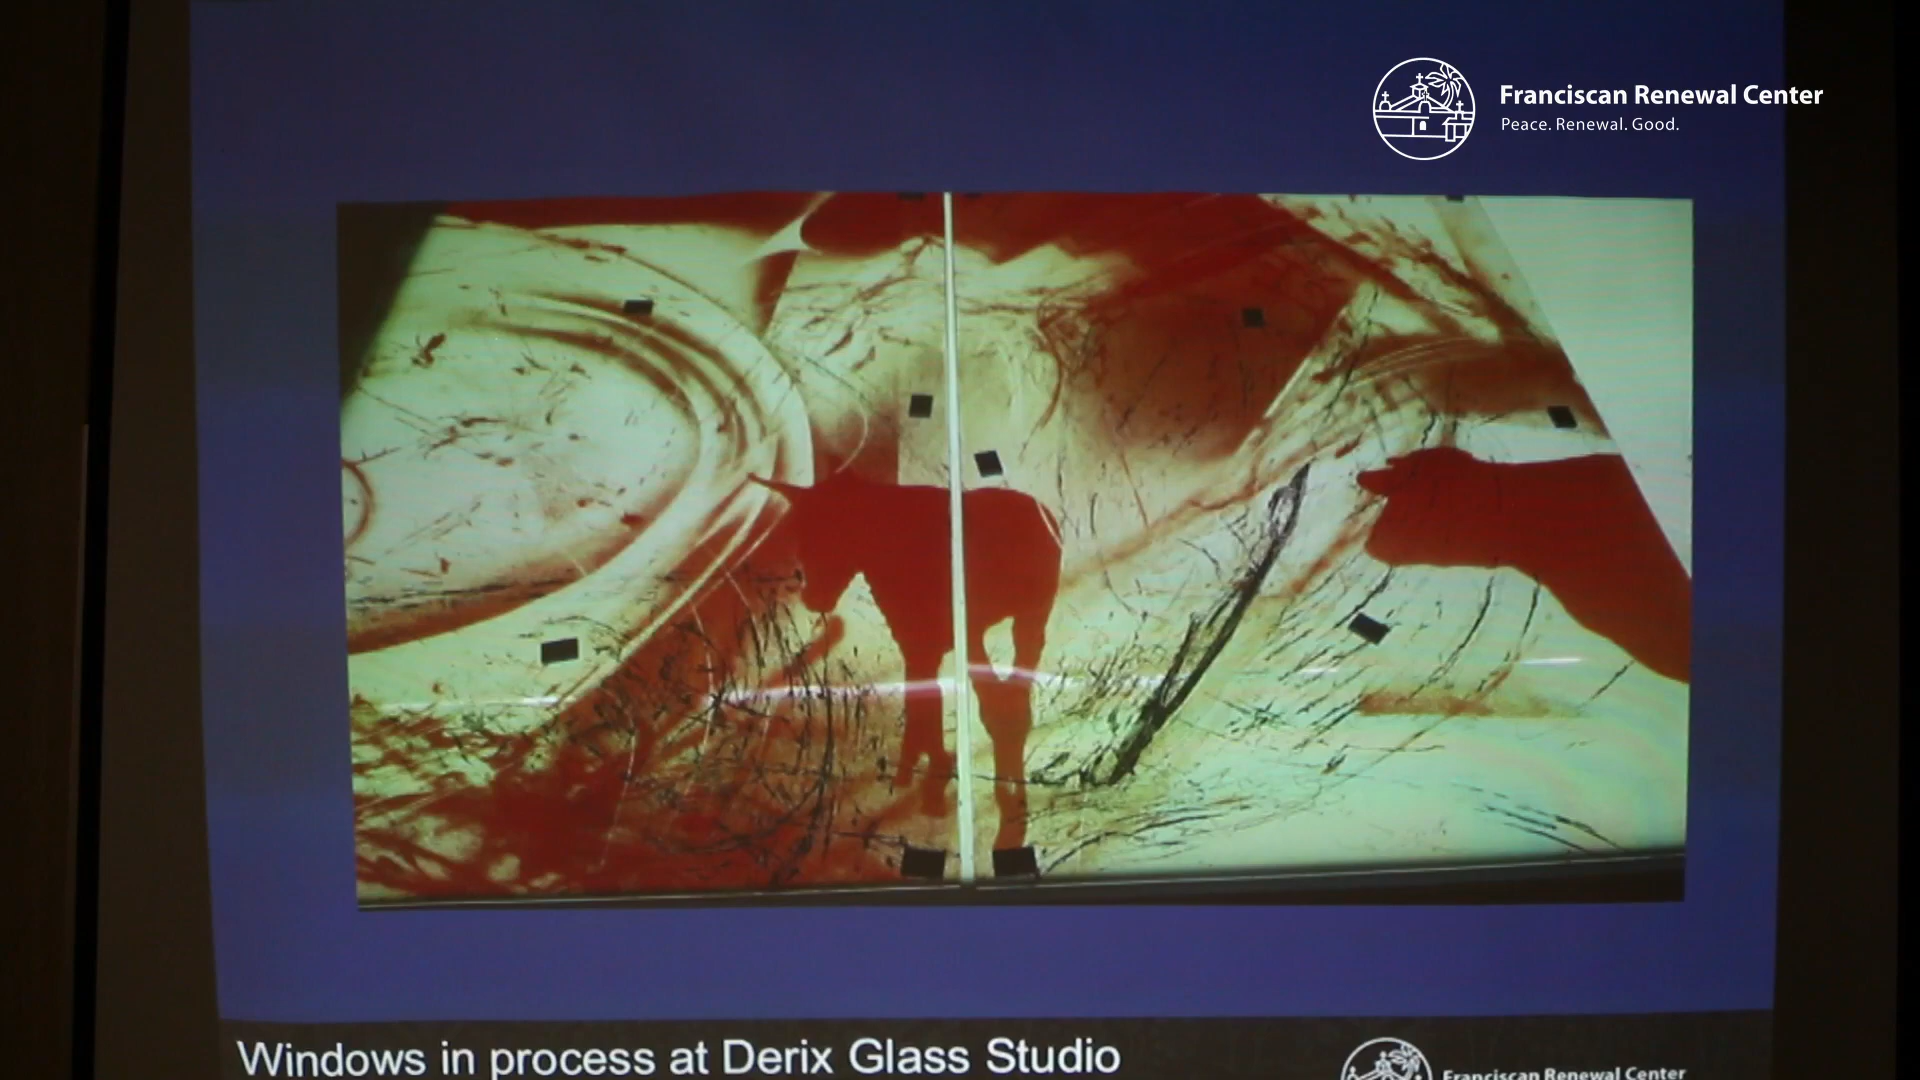 Franciscan Renewal Center
Peace. Renewal. Good.
Windows in process at Derix Glass Studio
Franciscan Renewal Center